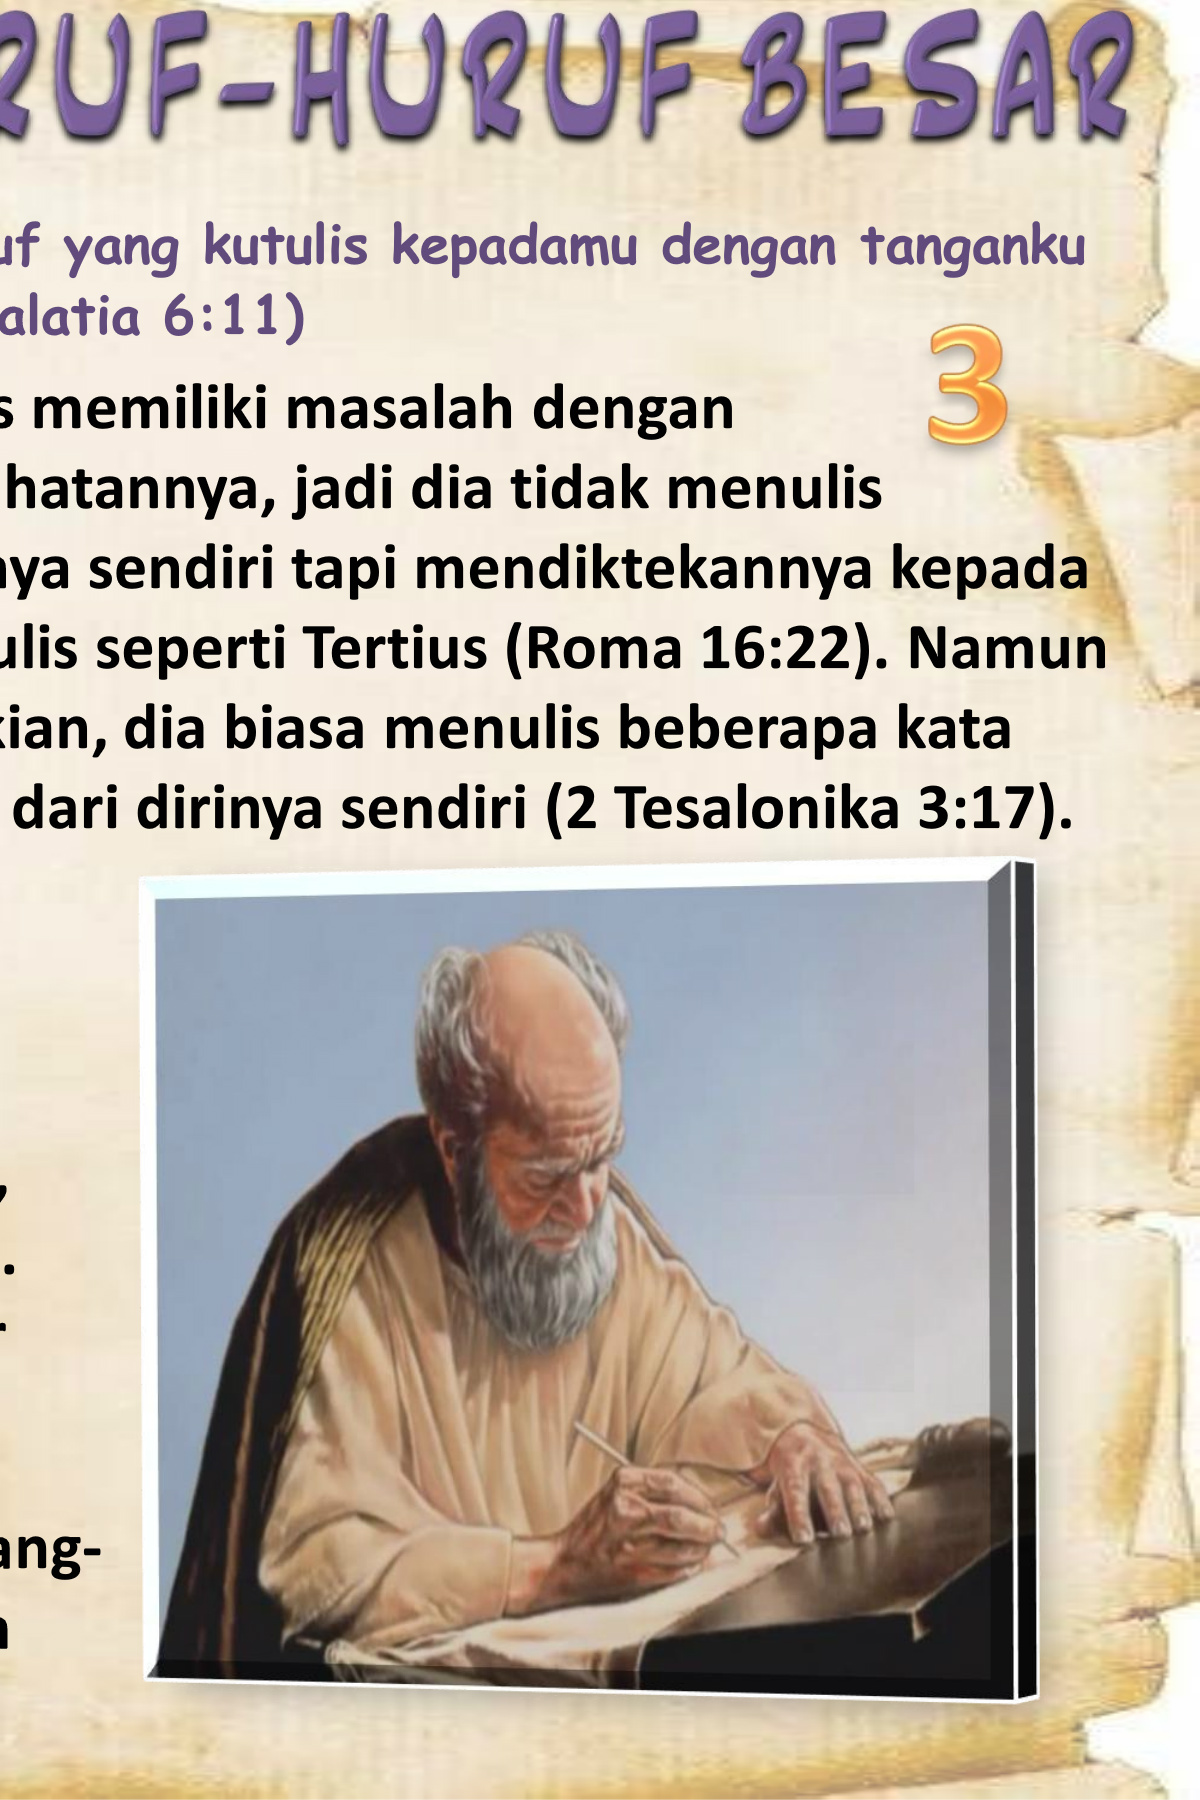 RUF-HURUF BESAR
uf yang kutulis kepadamu dengan tanganku
alatia 6:11)
3
s memiliki masalah dengan
hatannya, jadi dia tidak menulis
nya sendiri tapi mendiktekannya kepada
ulis seperti Tertius (Roma 16:22). Namun
kian, dia biasa menulis beberapa kata
dari dirinya sendiri (2 Tesalonika 3:17).
,
.
ang-